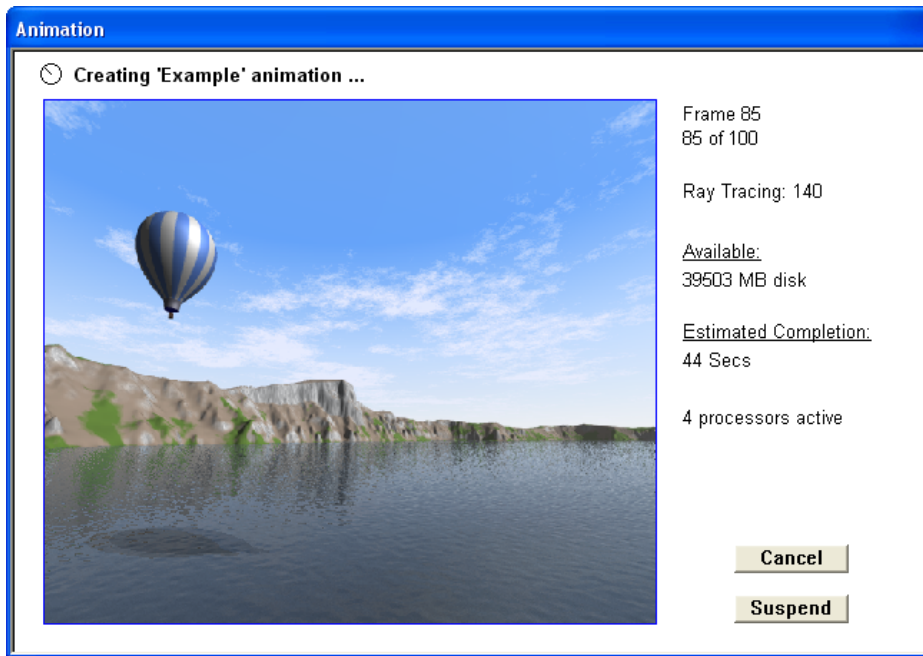 Animation
Creating 'Example' animation ...
Frame 85
85 of 100
Ray Tracing: 140
Available:
39503 MB disk
Estimated Completion:
44 Secs
4 processors active
Cancel
Suspend